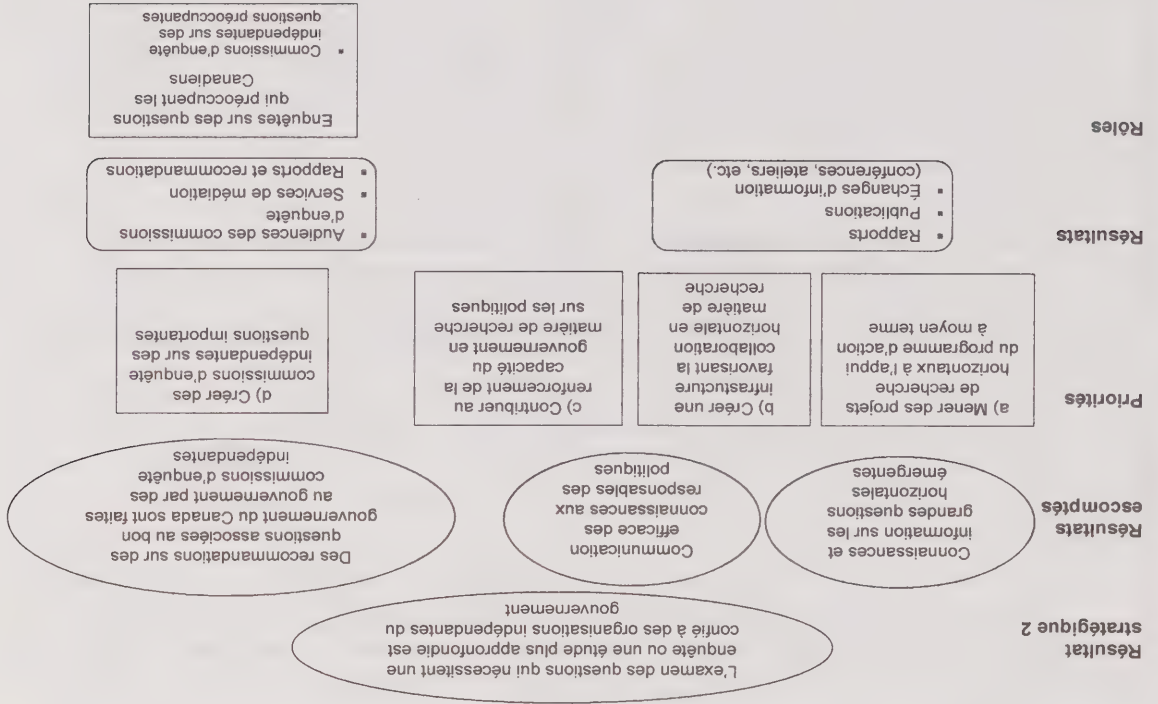 Résultat
stratégique 2
L'examen des questions qui nécessitent une
enquête ou une étude plus approfondie est
confié à des organisations indépendantes du
gouvernement
Résultats
escomptés
Connaissances et
information sur les
grandes questions
horizontales
émergentes
Communication
efficace des
connaissances aux
responsables des
politiques
Des recommandations sur des
questions associées au bon
gouvernement du Canada sont faites
au gouvernement par des
commissions d'enquête
indépendantes
Priorités
a) Mener des projets
de recherche
horizontaux à l'appui
du programme d'action
à moyen terme
b) Créer une
infrastucture
favorisant la
collaboration
horizontale en
matière de
recherche
c) Contribuer au
renforcement de la
capacité du
gouvernement en
matière de recherche
sur les politiques
d) Créer des
commissions d'enquête
indépendantes sur des
questions importantes
Résultats
▪ Rapports
▪ Publications
▪ Échanges d'information
(conférences, ateliers, etc.)
▪ Audiences des commissions
d'enquête
▪ Services de médiation
▪ Rapports et recommandations
Rôles
Enquêtes sur des questions
qui préoccupent les
Canadiens
▪ Commissions d'enquête
indépendantes sur des
questions préoccupantes